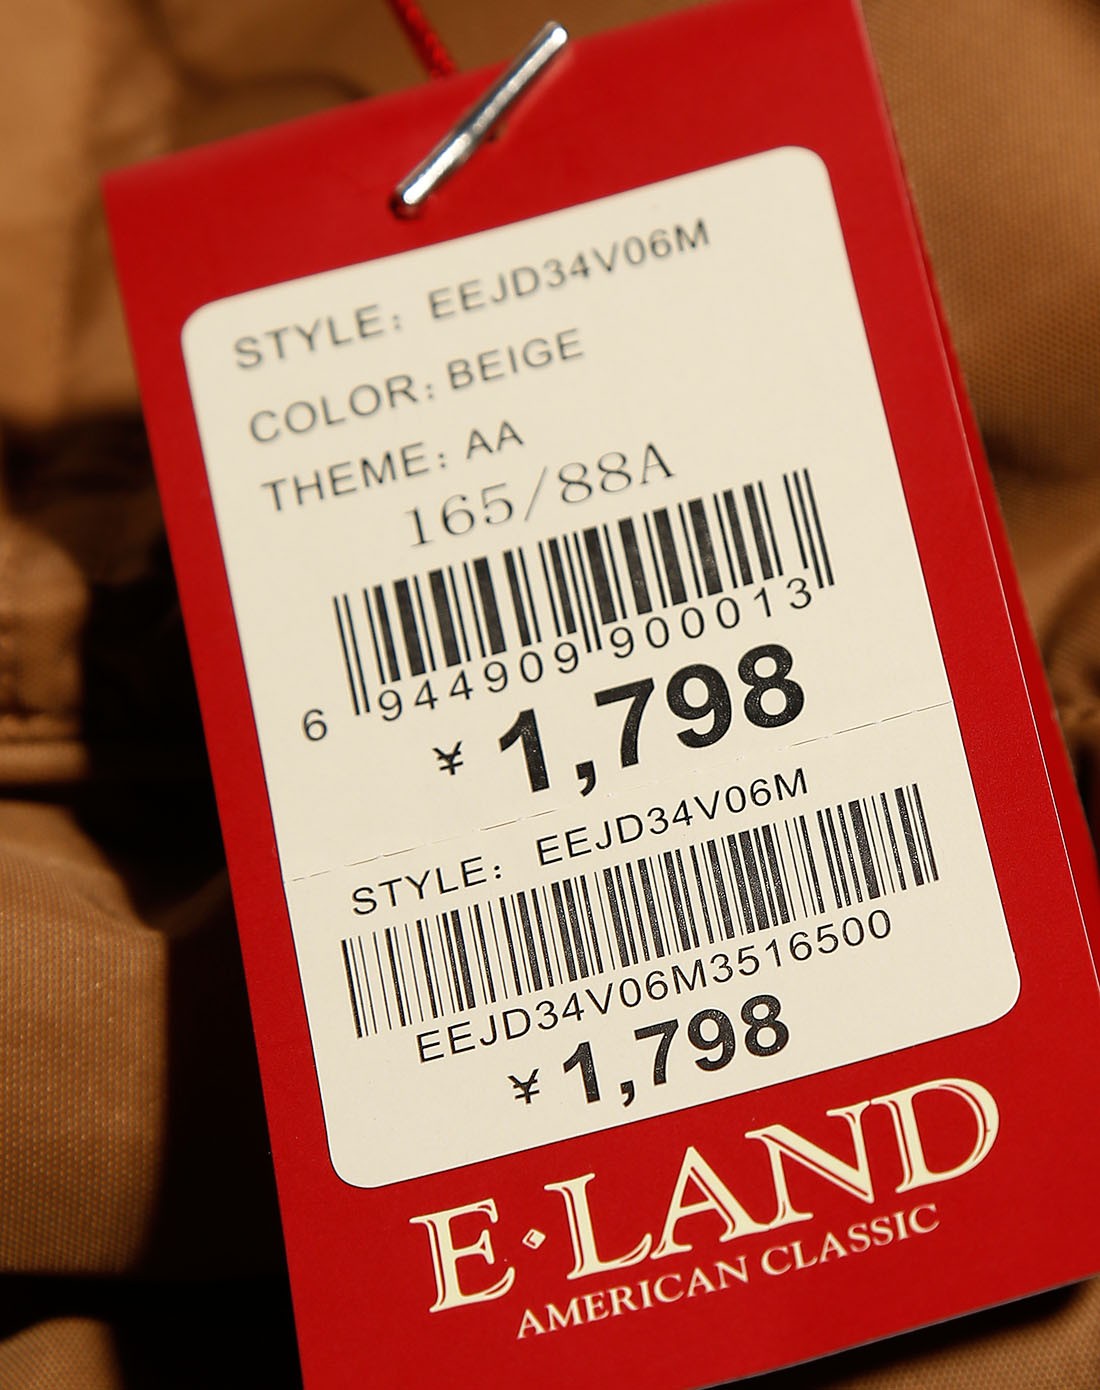 STYLE: EEJD34V06M
COLOR: BEIGE
THEME: AA
165/88A
6 944909 900013
¥ 1,798
STYLE: EEJD34V06M
EEJD34V06M3516500
¥ 1,798
E·LAND
AMERICAN CLASSIC